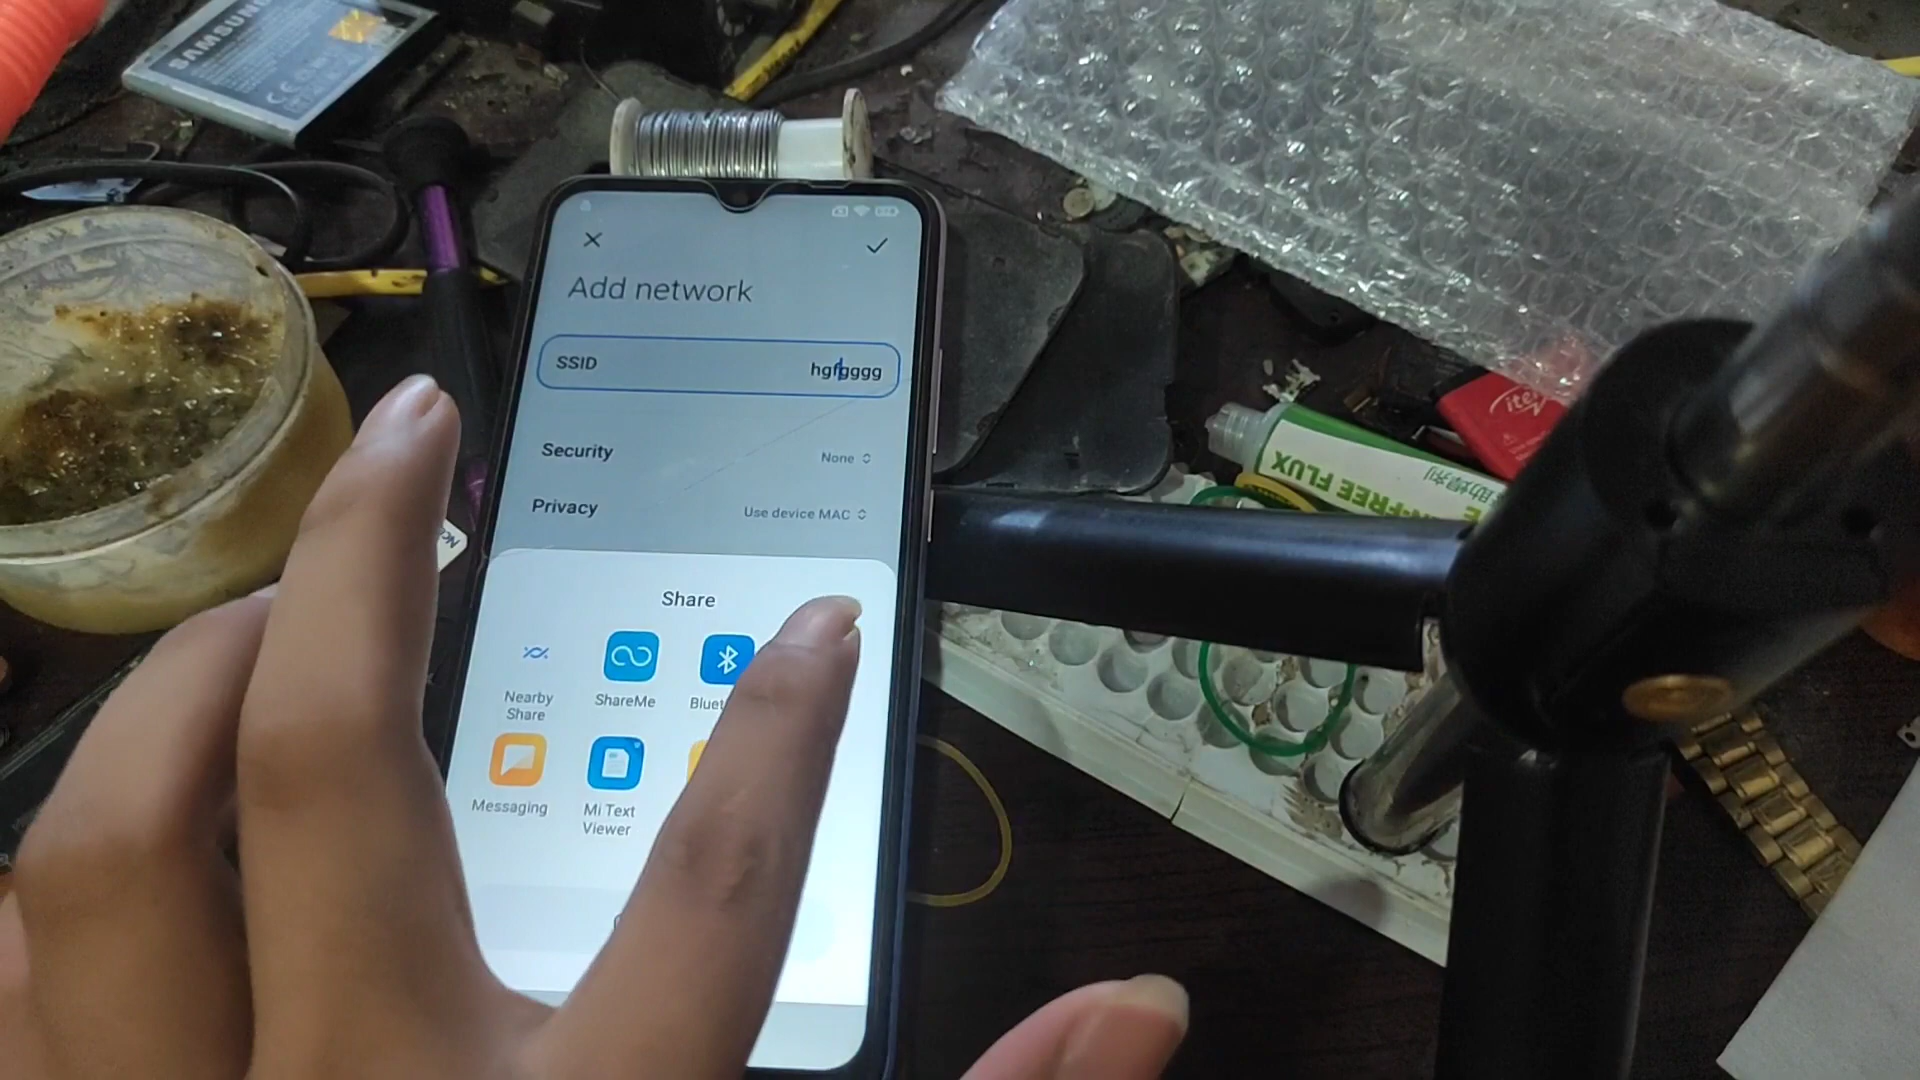 SAMSUNG
Add network
SSID
hgfgggg
Security
None
Privacy
Use device MAC
Share
Nearby
Share
ShareMe
Messaging
Mi Text
Viewer
FREE FLUX